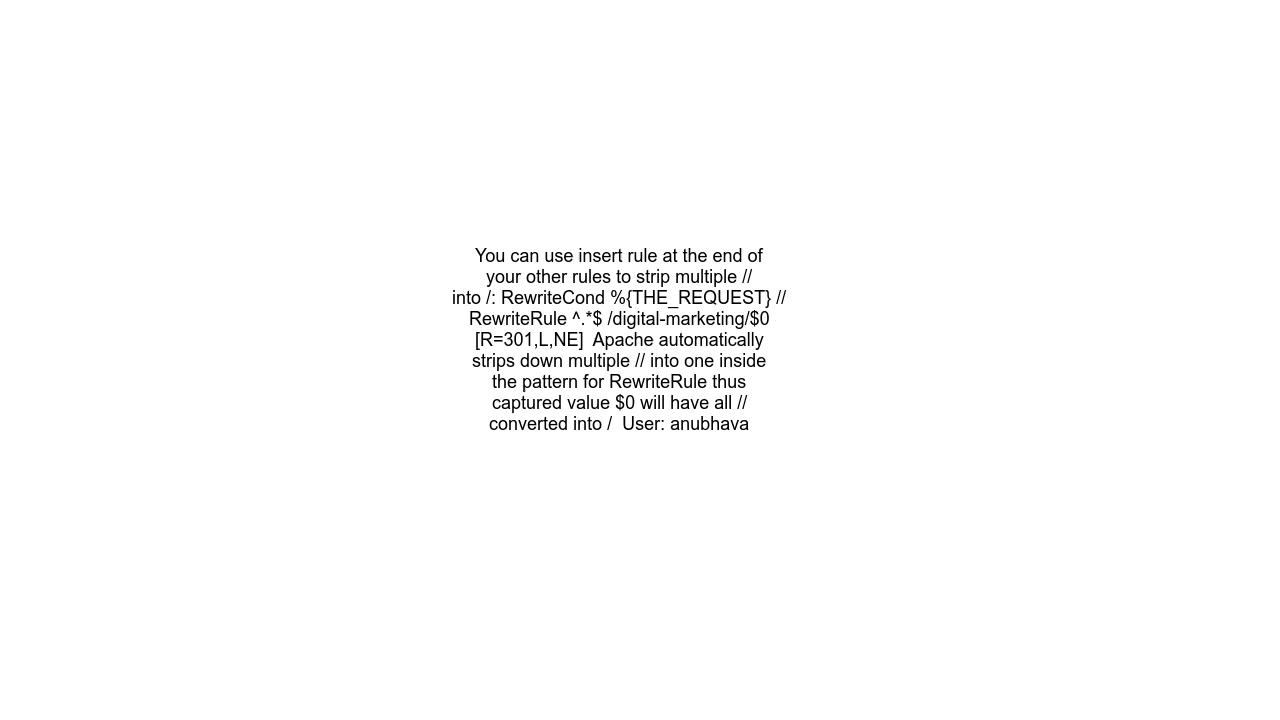 You can use insert rule at the end of
your other rules to strip multiple //
into /: RewriteCond %{THE_REQUEST} //
RewriteRule ^.*$ /digital-marketing/$0
[R=301,L,NE]  Apache automatically
strips down multiple // into one inside
the pattern for RewriteRule thus
captured value $0 will have all //
converted into /  User: anubhava